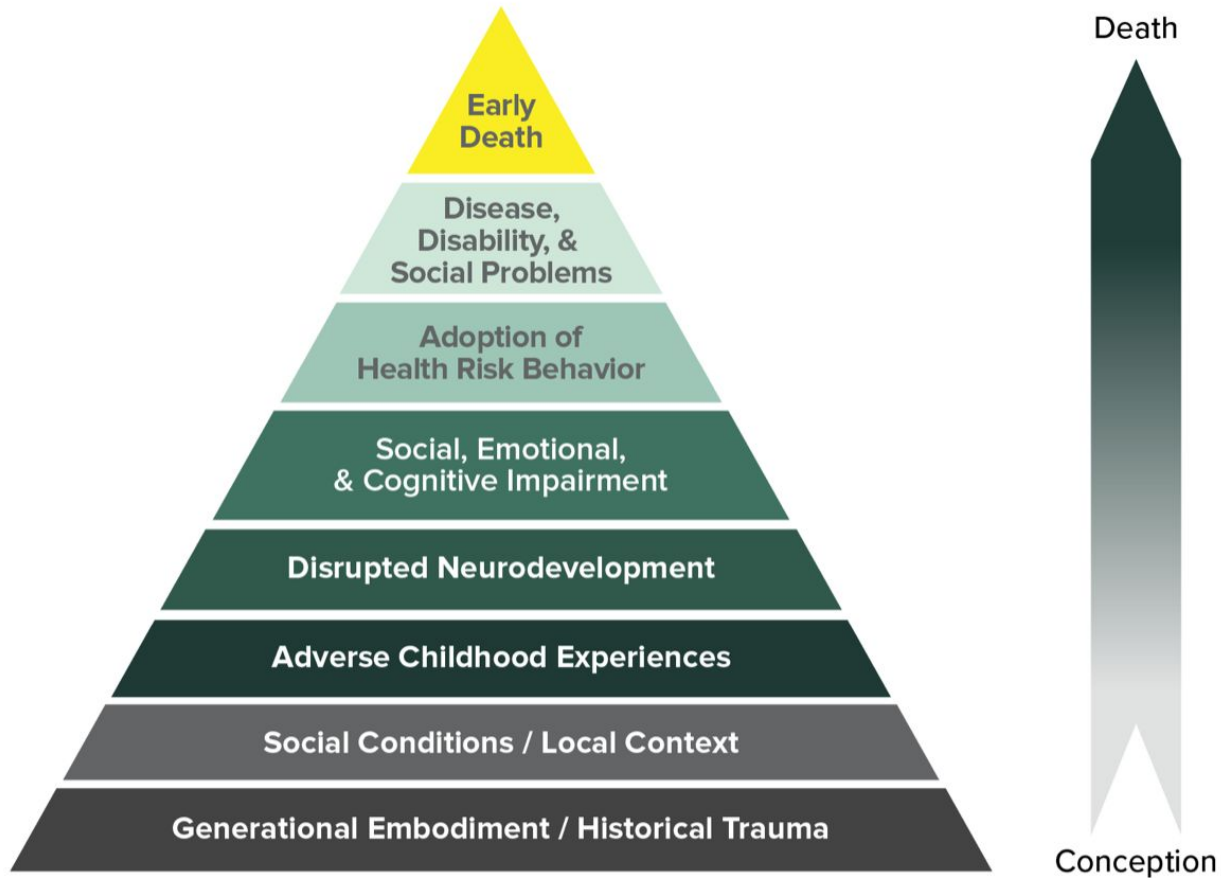 Early
Death
Disease,
Disability, &
Social Problems
Adoption of
Health Risk Behavior
Social, Emotional,
& Cognitive Impairment
Disrupted Neurodevelopment
Adverse Childhood Experiences
Social Conditions / Local Context
Generational Embodiment / Historical Trauma
Death
Conception